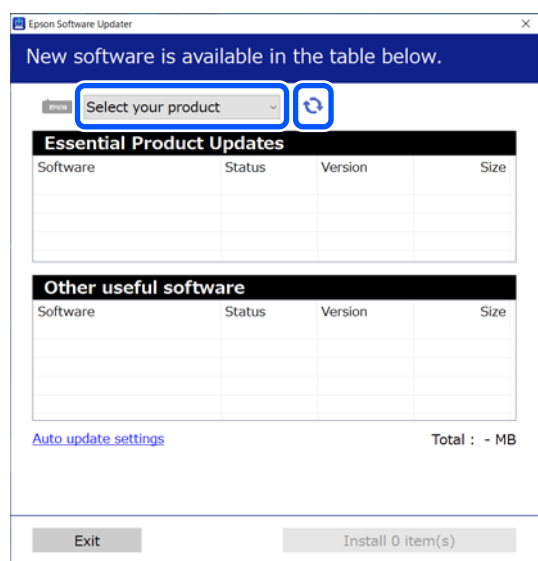 Epson Software Updater
New software is available in the table below.
EPSON Select your product
Essential Product Updates
Software Status Version Size
Other useful software
Software Status Version Size
Auto update settings Total : - MB
Exit Install 0 item(s)